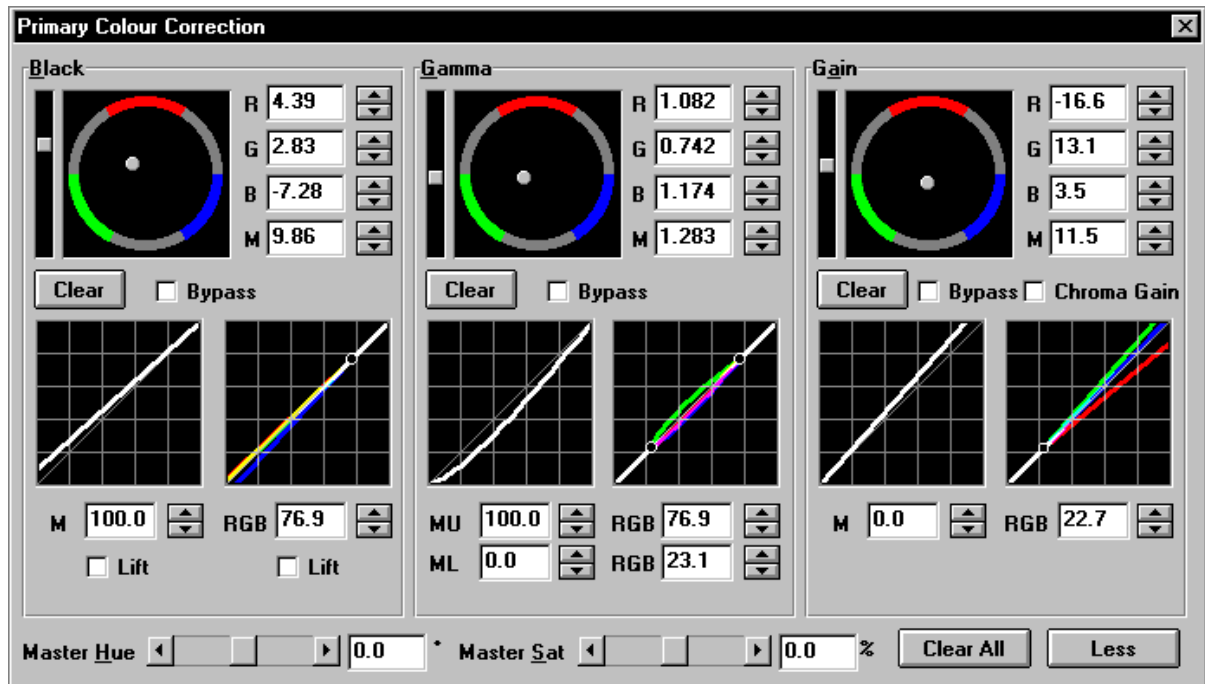 Primary Colour Correction
Black
R 4.39
G 2.83
B -7.28
M 9.86
Clear Bypass
M 100.0 RGB 76.9
Lift Lift
Gamma
R 1.082
G 0.742
B 1.174
M 1.283
Clear Bypass
MU 100.0 RGB 76.9
ML 0.0 RGB 23.1
Gain
R -16.6
G 13.1
B 3.5
M 11.5
Clear Bypass Chroma Gain
M 0.0 RGB 22.7
Master Hue 0.0 ° Master Sat 0.0 % Clear All Less